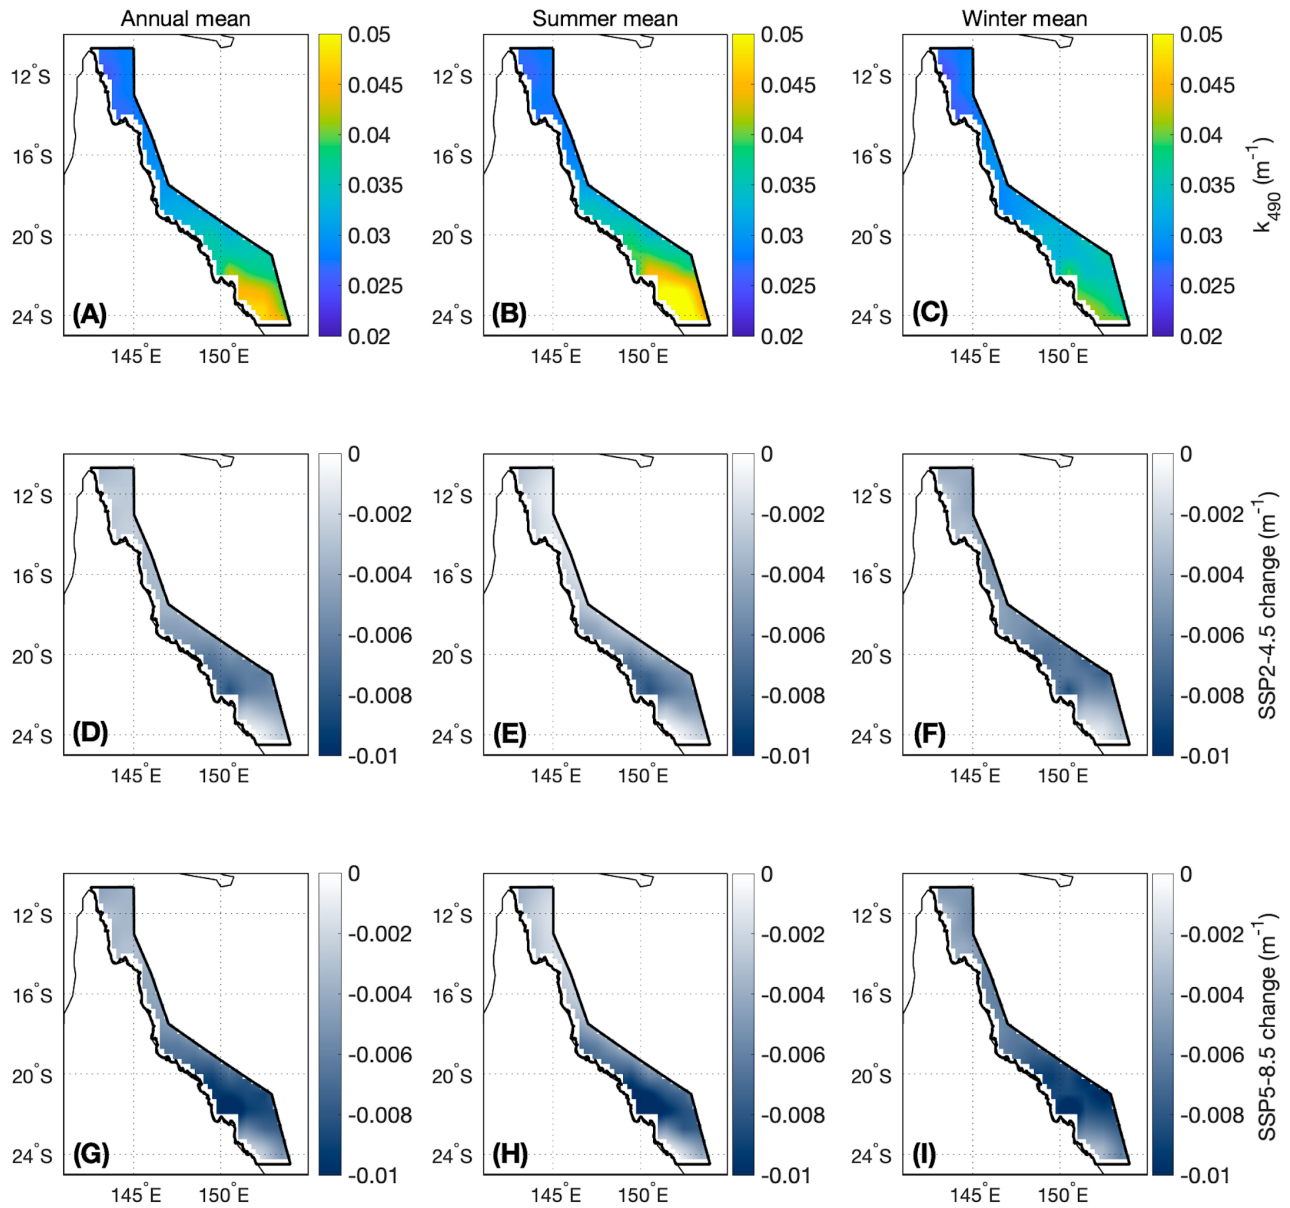 Annual mean
Summer mean
Winter mean
12°S
16°S
20°S
24°S
145°E 150°E
(A)
0.05
0.045
0.04
0.035
0.03
0.025
0.02
12°S
16°S
20°S
24°S
145°E 150°E
(B)
0.05
0.045
0.04
0.035
0.03
0.025
0.02
12°S
16°S
20°S
24°S
145°E 150°E
(C)
0.05
0.045
0.04
0.035
0.03
0.025
0.02
k490 (m−1)
12°S
16°S
20°S
24°S
145°E 150°E
(D)
0
-0.002
-0.004
-0.006
-0.008
-0.01
12°S
16°S
20°S
24°S
145°E 150°E
(E)
0
-0.002
-0.004
-0.006
-0.008
-0.01
12°S
16°S
20°S
24°S
145°E 150°E
(F)
0
-0.002
-0.004
-0.006
-0.008
-0.01
SSP2-4.5 change (m−1)
12°S
16°S
20°S
24°S
145°E 150°E
(G)
0
-0.002
-0.004
-0.006
-0.008
-0.01
12°S
16°S
20°S
24°S
145°E 150°E
(H)
0
-0.002
-0.004
-0.006
-0.008
-0.01
12°S
16°S
20°S
24°S
145°E 150°E
(I)
0
-0.002
-0.004
-0.006
-0.008
-0.01
SSP5-8.5 change (m−1)